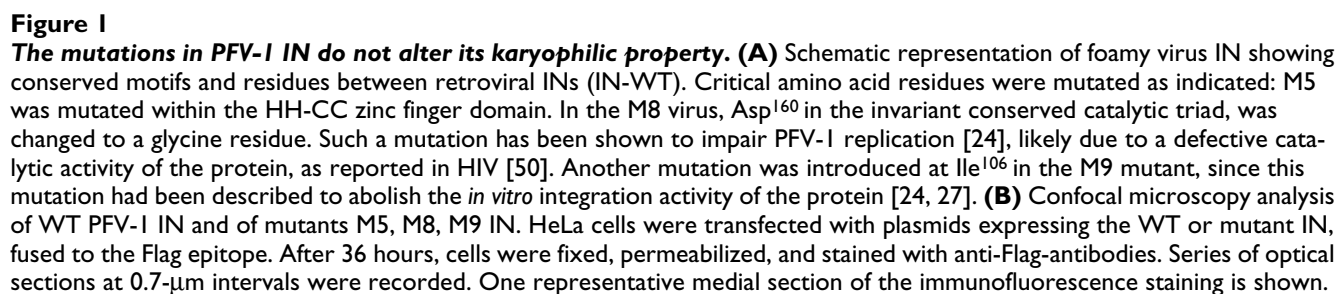 Figure 1
The mutations in PFV-1 IN do not alter its karyophilic property. (A) Schematic representation of foamy virus IN showing
conserved motifs and residues between retroviral INs (IN-WT). Critical amino acid residues were mutated as indicated: M5
was mutated within the HH-CC zinc finger domain. In the M8 virus, Asp160 in the invariant conserved catalytic triad, was
changed to a glycine residue. Such a mutation has been shown to impair PFV-1 replication [24], likely due to a defective cata-
lytic activity of the protein, as reported in HIV [50]. Another mutation was introduced at Ile106 in the M9 mutant, since this
mutation had been described to abolish the in vitro integration activity of the protein [24, 27]. (B) Confocal microscopy analysis
of WT PFV-1 IN and of mutants M5, M8, M9 IN. HeLa cells were transfected with plasmids expressing the WT or mutant IN,
fused to the Flag epitope. After 36 hours, cells were fixed, permeabilized, and stained with anti-Flag-antibodies. Series of optical
sections at 0.7-μm intervals were recorded. One representative medial section of the immunofluorescence staining is shown.